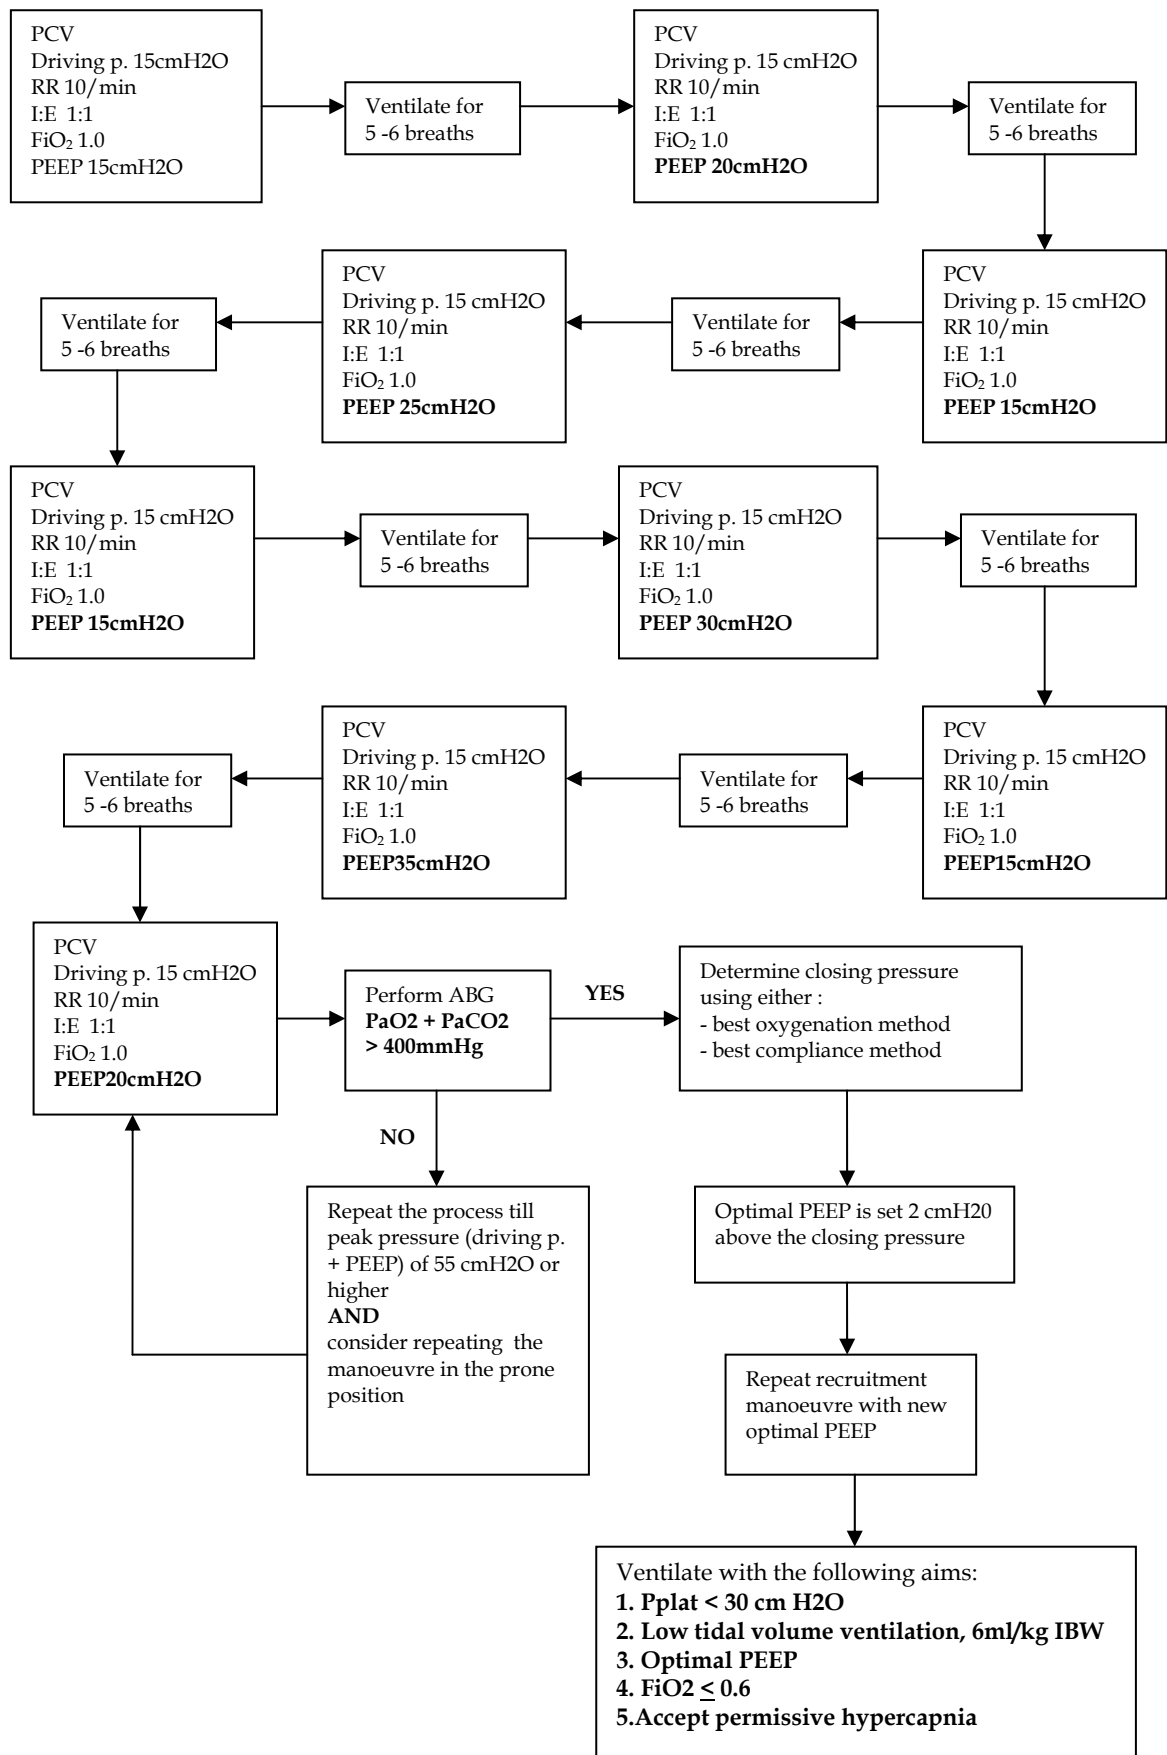 PCV
Driving p. 15cmH2O
RR 10/min
I:E 1:1
FiO₂ 1.0
PEEP 15cmH2O
Ventilate for
5 -6 breaths
PCV
Driving p. 15 cmH2O
RR 10/min
I:E 1:1
FiO₂ 1.0
PEEP 20cmH2O
Ventilate for
5 -6 breaths
PCV
Driving p. 15 cmH2O
RR 10/min
I:E 1:1
FiO₂ 1.0
PEEP 15cmH2O
Ventilate for
5 -6 breaths
PCV
Driving p. 15 cmH2O
RR 10/min
I:E 1:1
FiO₂ 1.0
PEEP 25cmH2O
Ventilate for
5 -6 breaths
PCV
Driving p. 15 cmH2O
RR 10/min
I:E 1:1
FiO₂ 1.0
PEEP 15cmH2O
Ventilate for
5 -6 breaths
PCV
Driving p. 15 cmH2O
RR 10/min
I:E 1:1
FiO₂ 1.0
PEEP 30cmH2O
Ventilate for
5 -6 breaths
PCV
Driving p. 15 cmH2O
RR 10/min
I:E 1:1
FiO₂ 1.0
PEEP15cmH2O
Ventilate for
5 -6 breaths
PCV
Driving p. 15 cmH2O
RR 10/min
I:E 1:1
FiO₂ 1.0
PEEP35cmH2O
Ventilate for
5 -6 breaths
PCV
Driving p. 15 cmH2O
RR 10/min
I:E 1:1
FiO₂ 1.0
PEEP20cmH2O
Perform ABG
PaO2 + PaCO2
> 400mmHg
YES
Determine closing pressure
using either :
- best oxygenation method
- best compliance method
NO
Repeat the process till
peak pressure (driving p.
+ PEEP) of 55 cmH2O or
higher
AND
consider repeating the
manoeuvre in the prone
position
Optimal PEEP is set 2 cmH20
above the closing pressure
Repeat recruitment
manoeuvre with new
optimal PEEP
Ventilate with the following aims:
1. Pplat < 30 cm H2O
2. Low tidal volume ventilation, 6ml/kg IBW
3. Optimal PEEP
4. FiO2 ≤ 0.6
5.Accept permissive hypercapnia